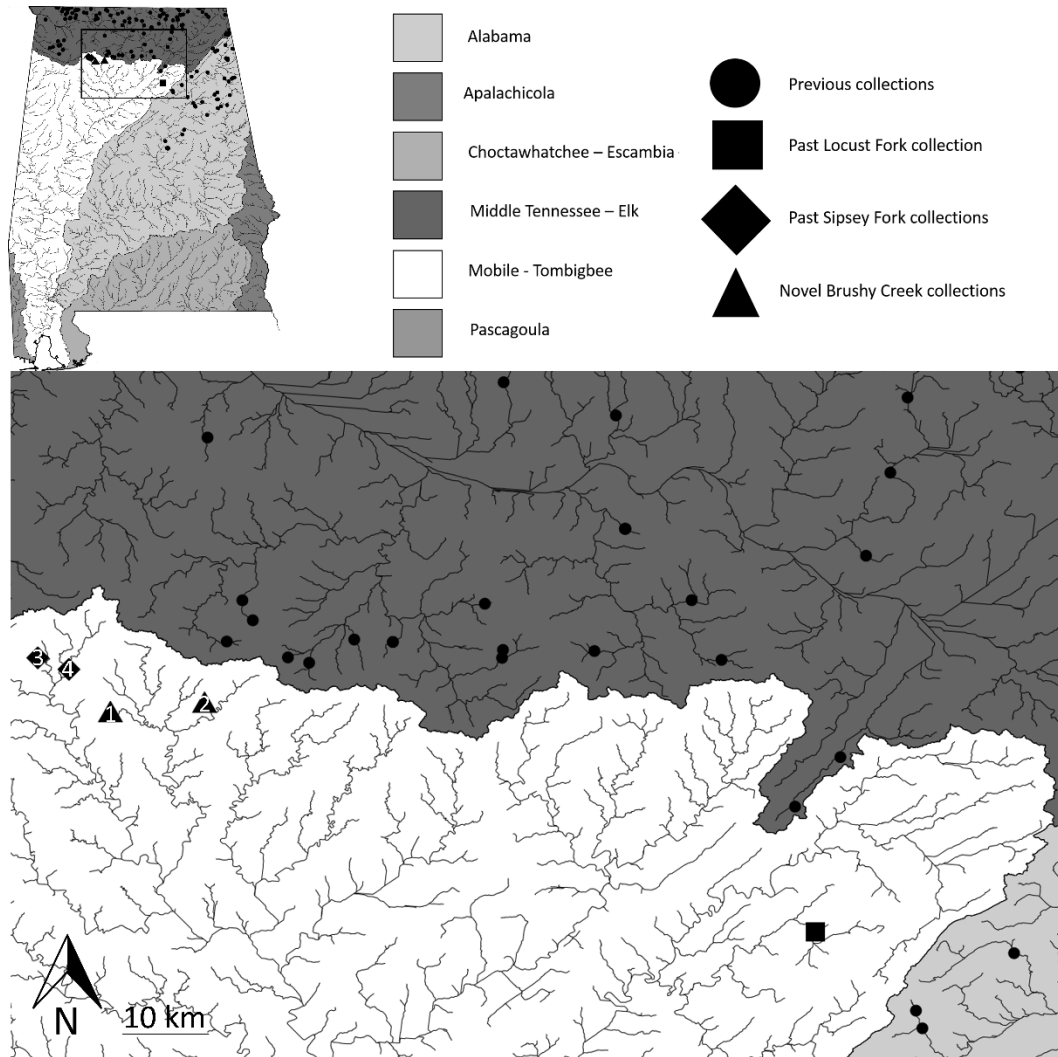 Alabama
Apalachicola
Choctawhatchee – Escambia
Middle Tennessee – Elk
Mobile - Tombigbee
Pascagoula
Previous collections
Past Locust Fork collection
Past Sipsey Fork collections
Novel Brushy Creek collections
3
4
1
2
N
10 km